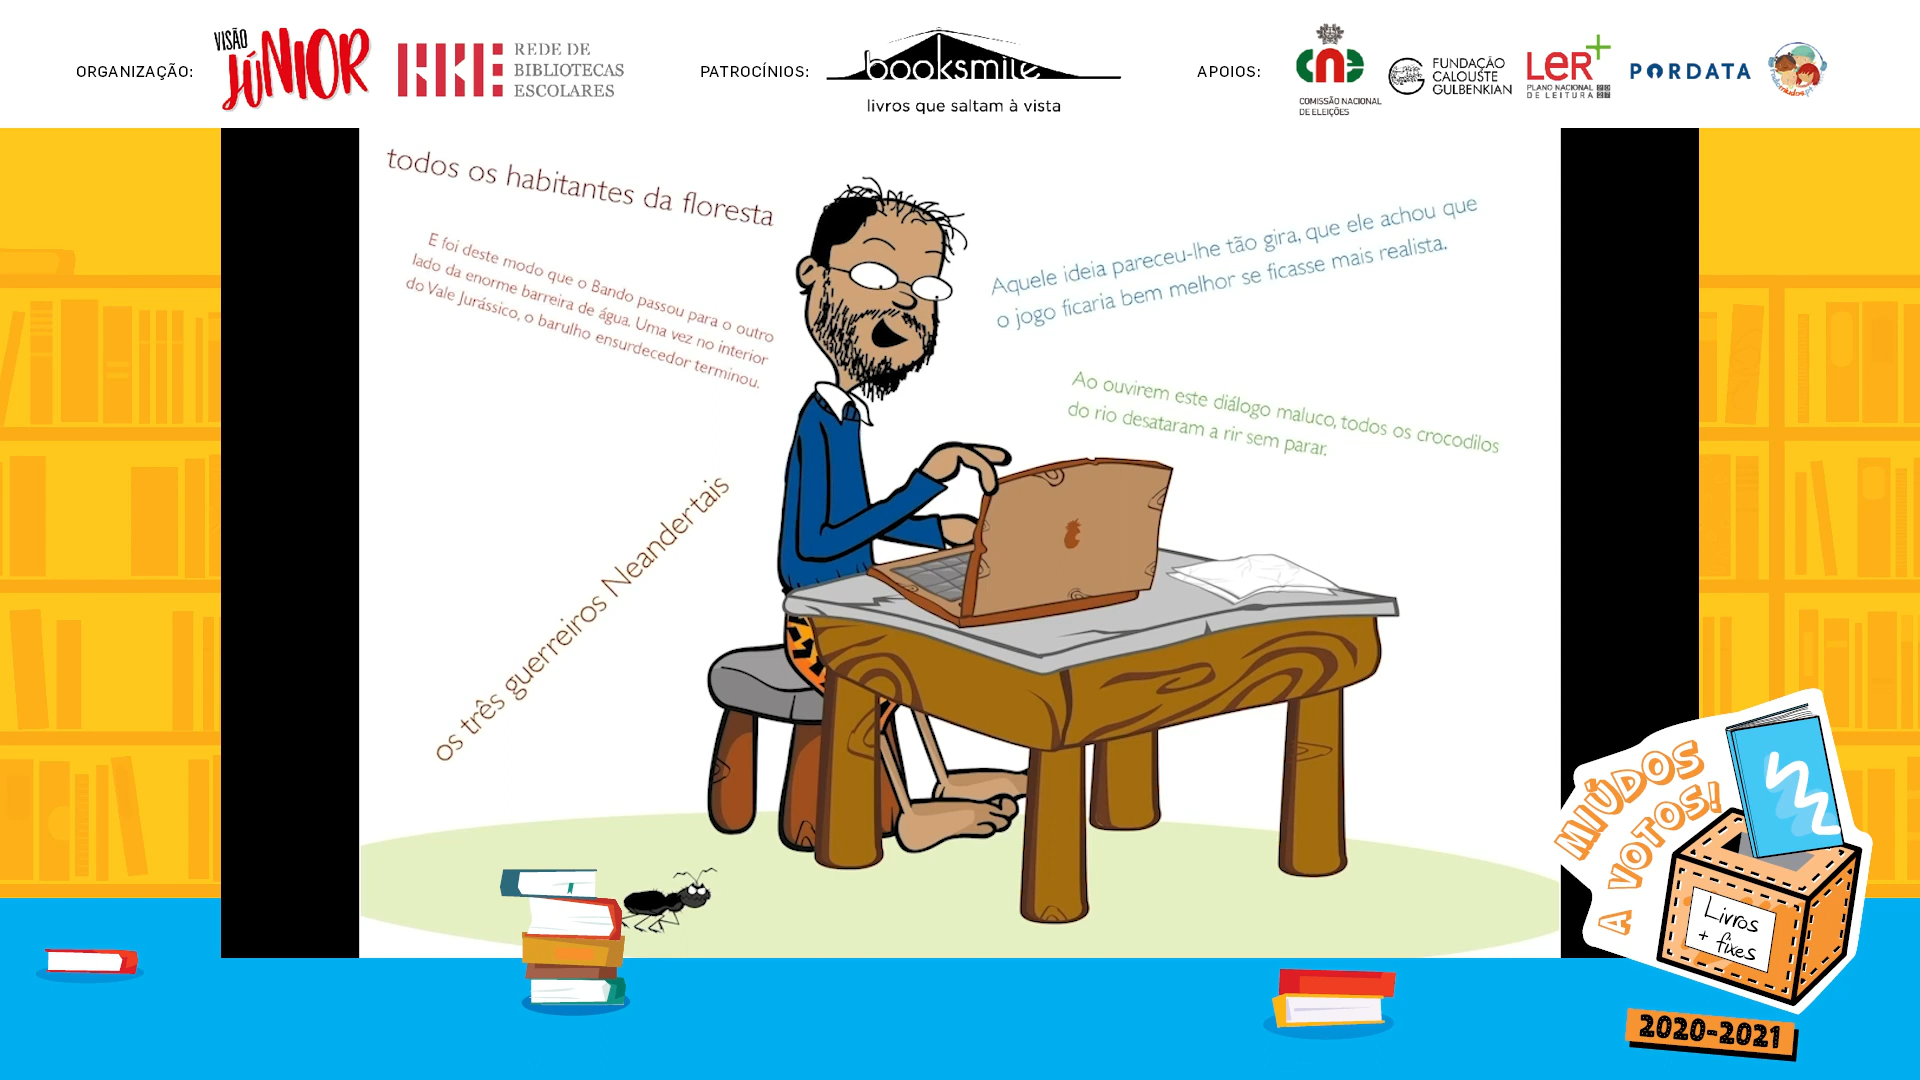 ORGANIZAÇÃO:
VISÃO
JÚNIOR
REDE DE
BIBLIOTECAS
ESCOLARES
PATROCÍNIOS:
booksmile
livros que saltam à vista
APOIOS:
CNE
COMISSÃO NACIONAL
DE ELEIÇÕES
FUNDAÇÃO
CALOUSTE
GULBENKIAN
LeR+
PLANO NACIONAL
DE LEITURA
PORDATA
miudos.pt
todos os habitantes da floresta
E foi deste modo que o Bando passou para o outro
lado da enorme barreira de água. Uma vez no interior
do Vale Jurássico, o barulho ensurdecedor terminou.
Aquele ideia pareceu-lhe tão gira, que ele achou que
o jogo ficaria bem melhor se ficasse mais realista.
Ao ouvirem este diálogo maluco, todos os crocodilos
do rio desataram a rir sem parar.
os três guerreiros Neandertais
MIÚDOS
A VOTOS!
Livros
+ fixes
2020-2021